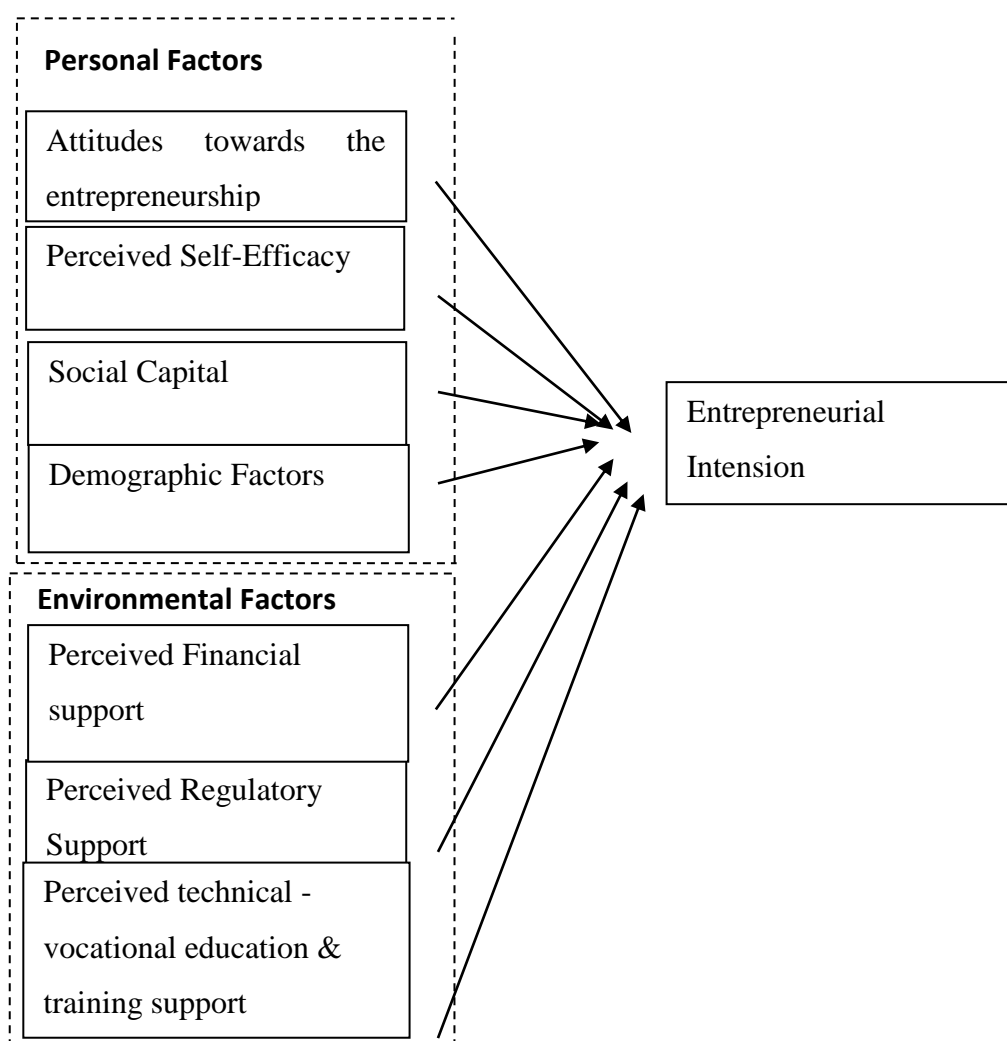 Personal Factors
Attitudes towards the
entrepreneurship
Perceived Self-Efficacy
Social Capital
Demographic Factors
Entrepreneurial
Intension
Environmental Factors
Perceived Financial
support
Perceived Regulatory
Support
Perceived technical -
vocational education &
training support